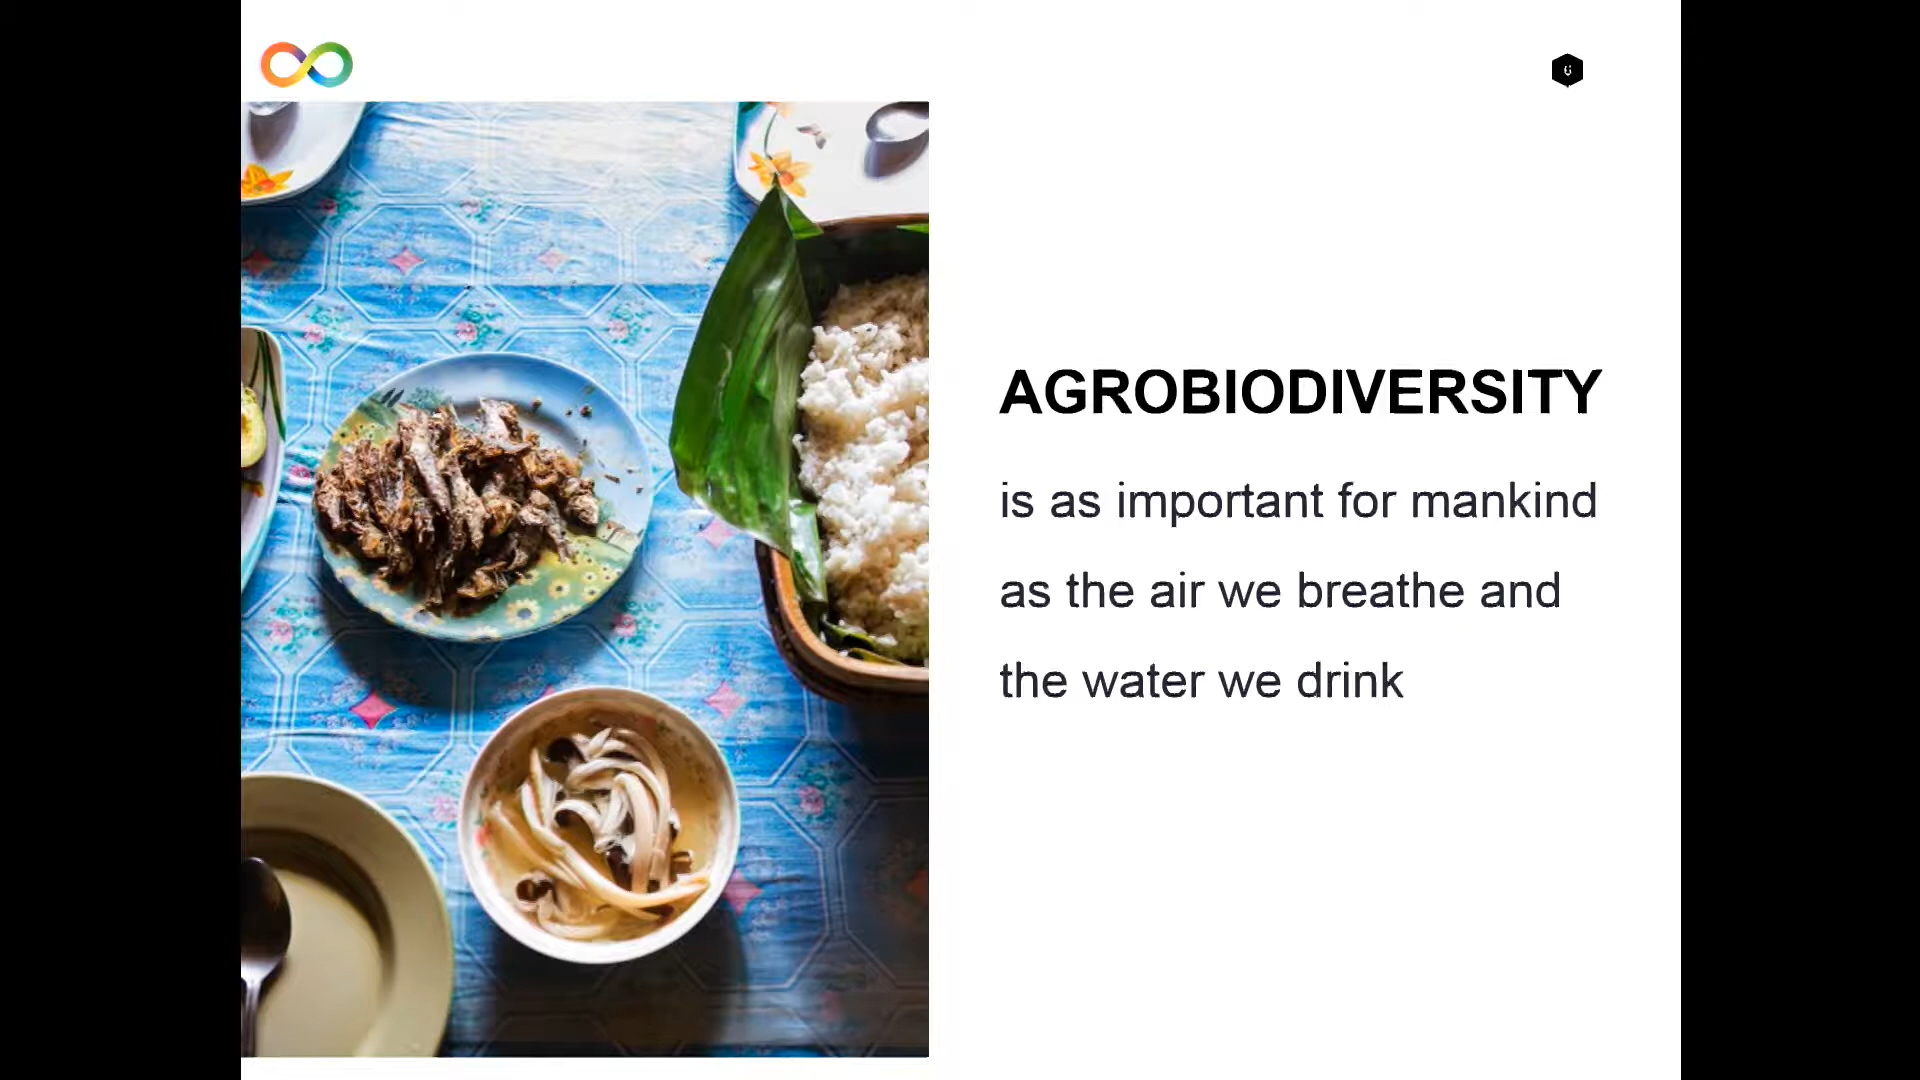 AGROBIODIVERSITY
is as important for mankind
as the air we breathe and
the water we drink